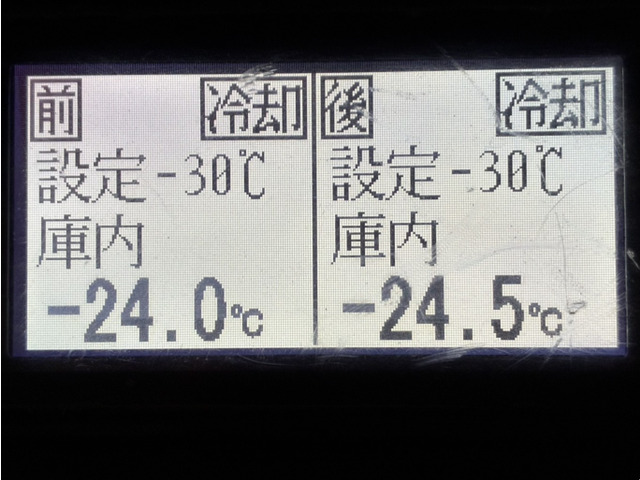 前 冷却
設定-30℃
庫内
-24.0℃
後 冷却
設定-30℃
庫内
-24.5℃